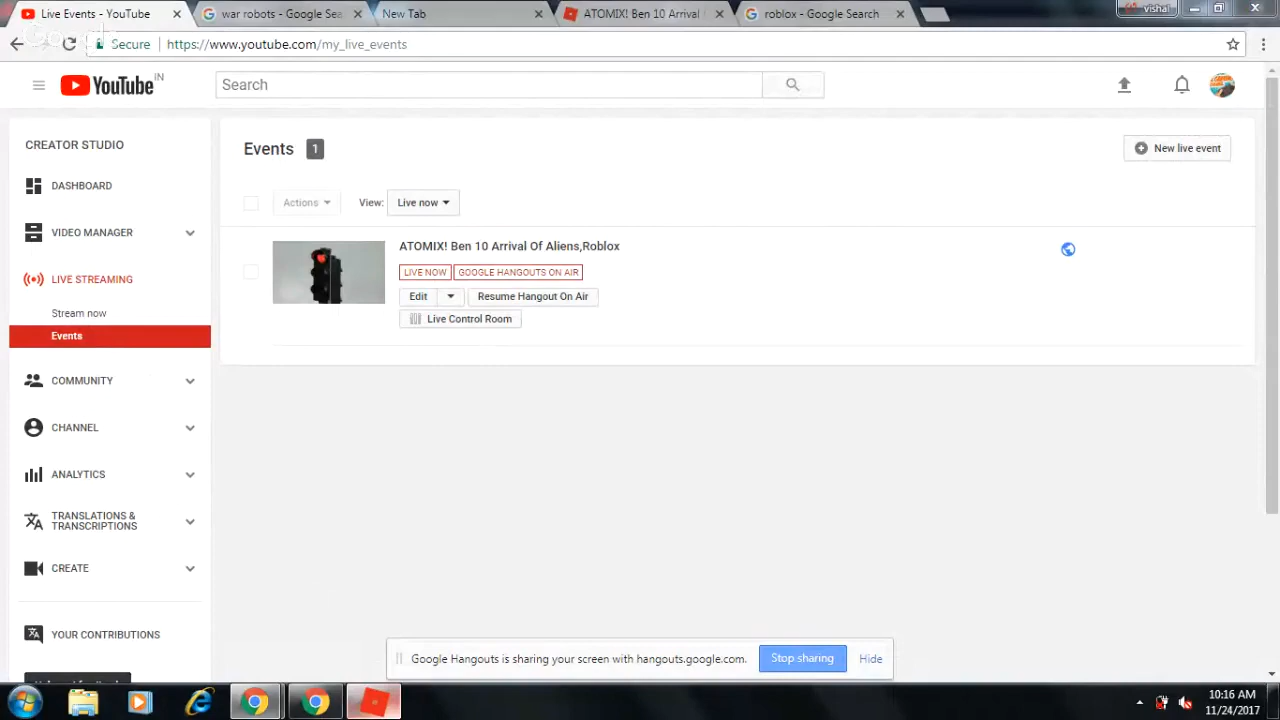 Live Events - YouTube
war robots - Google Search
New Tab
ATOMIX! Ben 10 Arrival
roblox - Google Search
vishal
Google
Secure
https://www.youtube.com/my_live_events
YouTube IN
Search
CREATOR STUDIO
DASHBOARD
VIDEO MANAGER
LIVE STREAMING
Stream now
Events
COMMUNITY
CHANNEL
ANALYTICS
TRANSLATIONS &
TRANSCRIPTIONS
CREATE
YOUR CONTRIBUTIONS
Events 1
New live event
Actions
View: Live now
ATOMIX! Ben 10 Arrival Of Aliens,Roblox
LIVE NOW GOOGLE HANGOUTS ON AIR
Edit Resume Hangout On Air
Live Control Room
Google Hangouts is sharing your screen with hangouts.google.com. Stop sharing Hide
10:16 AM
11/24/2017